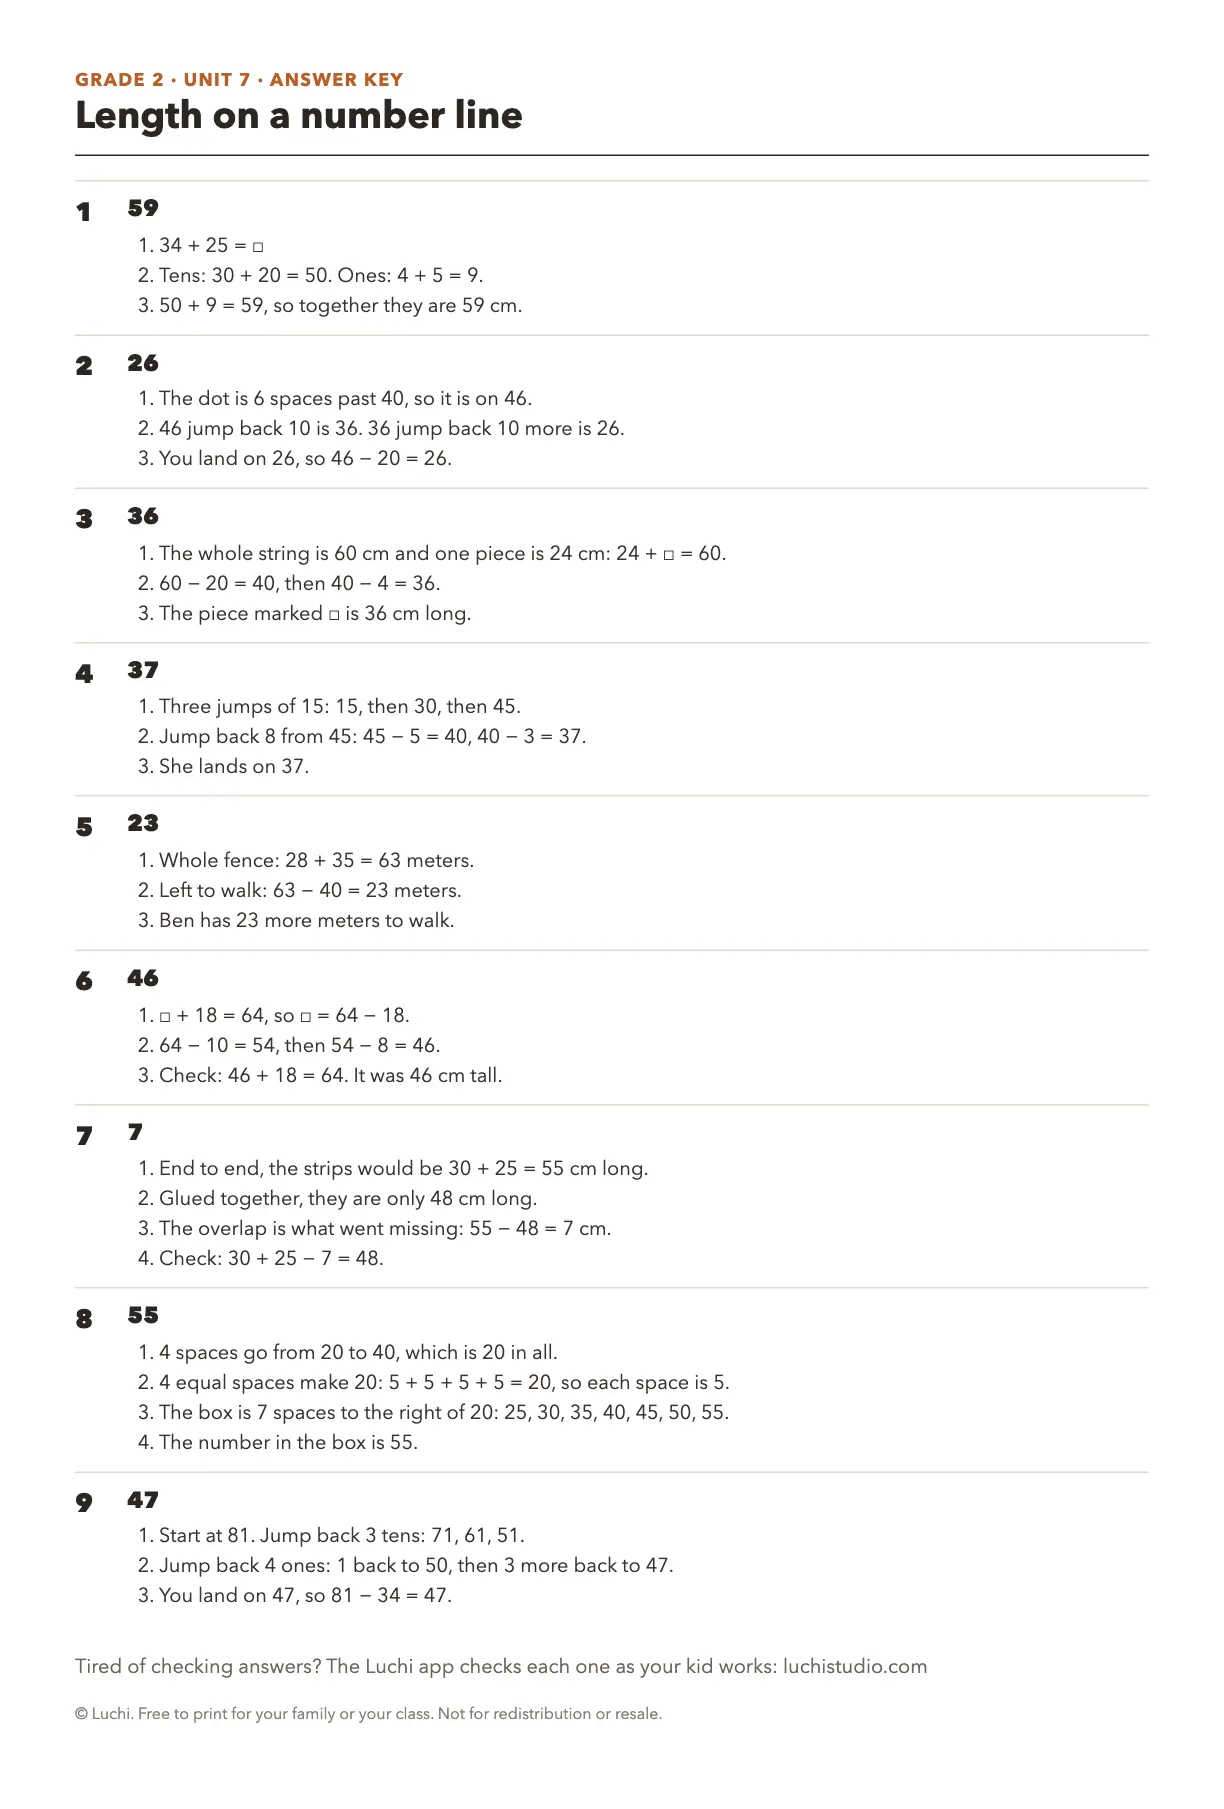 GRADE 2 · UNIT 7 · ANSWER KEY
Length on a number line
1 59
1. 34 + 25 = □
2. Tens: 30 + 20 = 50. Ones: 4 + 5 = 9.
3. 50 + 9 = 59, so together they are 59 cm.
2 26
1. The dot is 6 spaces past 40, so it is on 46.
2. 46 jump back 10 is 36. 36 jump back 10 more is 26.
3. You land on 26, so 46 − 20 = 26.
3 36
1. The whole string is 60 cm and one piece is 24 cm: 24 + □ = 60.
2. 60 − 20 = 40, then 40 − 4 = 36.
3. The piece marked □ is 36 cm long.
4 37
1. Three jumps of 15: 15, then 30, then 45.
2. Jump back 8 from 45: 45 − 5 = 40, 40 − 3 = 37.
3. She lands on 37.
5 23
1. Whole fence: 28 + 35 = 63 meters.
2. Left to walk: 63 − 40 = 23 meters.
3. Ben has 23 more meters to walk.
6 46
1. □ + 18 = 64, so □ = 64 − 18.
2. 64 − 10 = 54, then 54 − 8 = 46.
3. Check: 46 + 18 = 64. It was 46 cm tall.
7 7
1. End to end, the strips would be 30 + 25 = 55 cm long.
2. Glued together, they are only 48 cm long.
3. The overlap is what went missing: 55 − 48 = 7 cm.
4. Check: 30 + 25 − 7 = 48.
8 55
1. 4 spaces go from 20 to 40, which is 20 in all.
2. 4 equal spaces make 20: 5 + 5 + 5 + 5 = 20, so each space is 5.
3. The box is 7 spaces to the right of 20: 25, 30, 35, 40, 45, 50, 55.
4. The number in the box is 55.
9 47
1. Start at 81. Jump back 3 tens: 71, 61, 51.
2. Jump back 4 ones: 1 back to 50, then 3 more back to 47.
3. You land on 47, so 81 − 34 = 47.
Tired of checking answers? The Luchi app checks each one as your kid works: luchistudio.com
© Luchi. Free to print for your family or your class. Not for redistribution or resale.